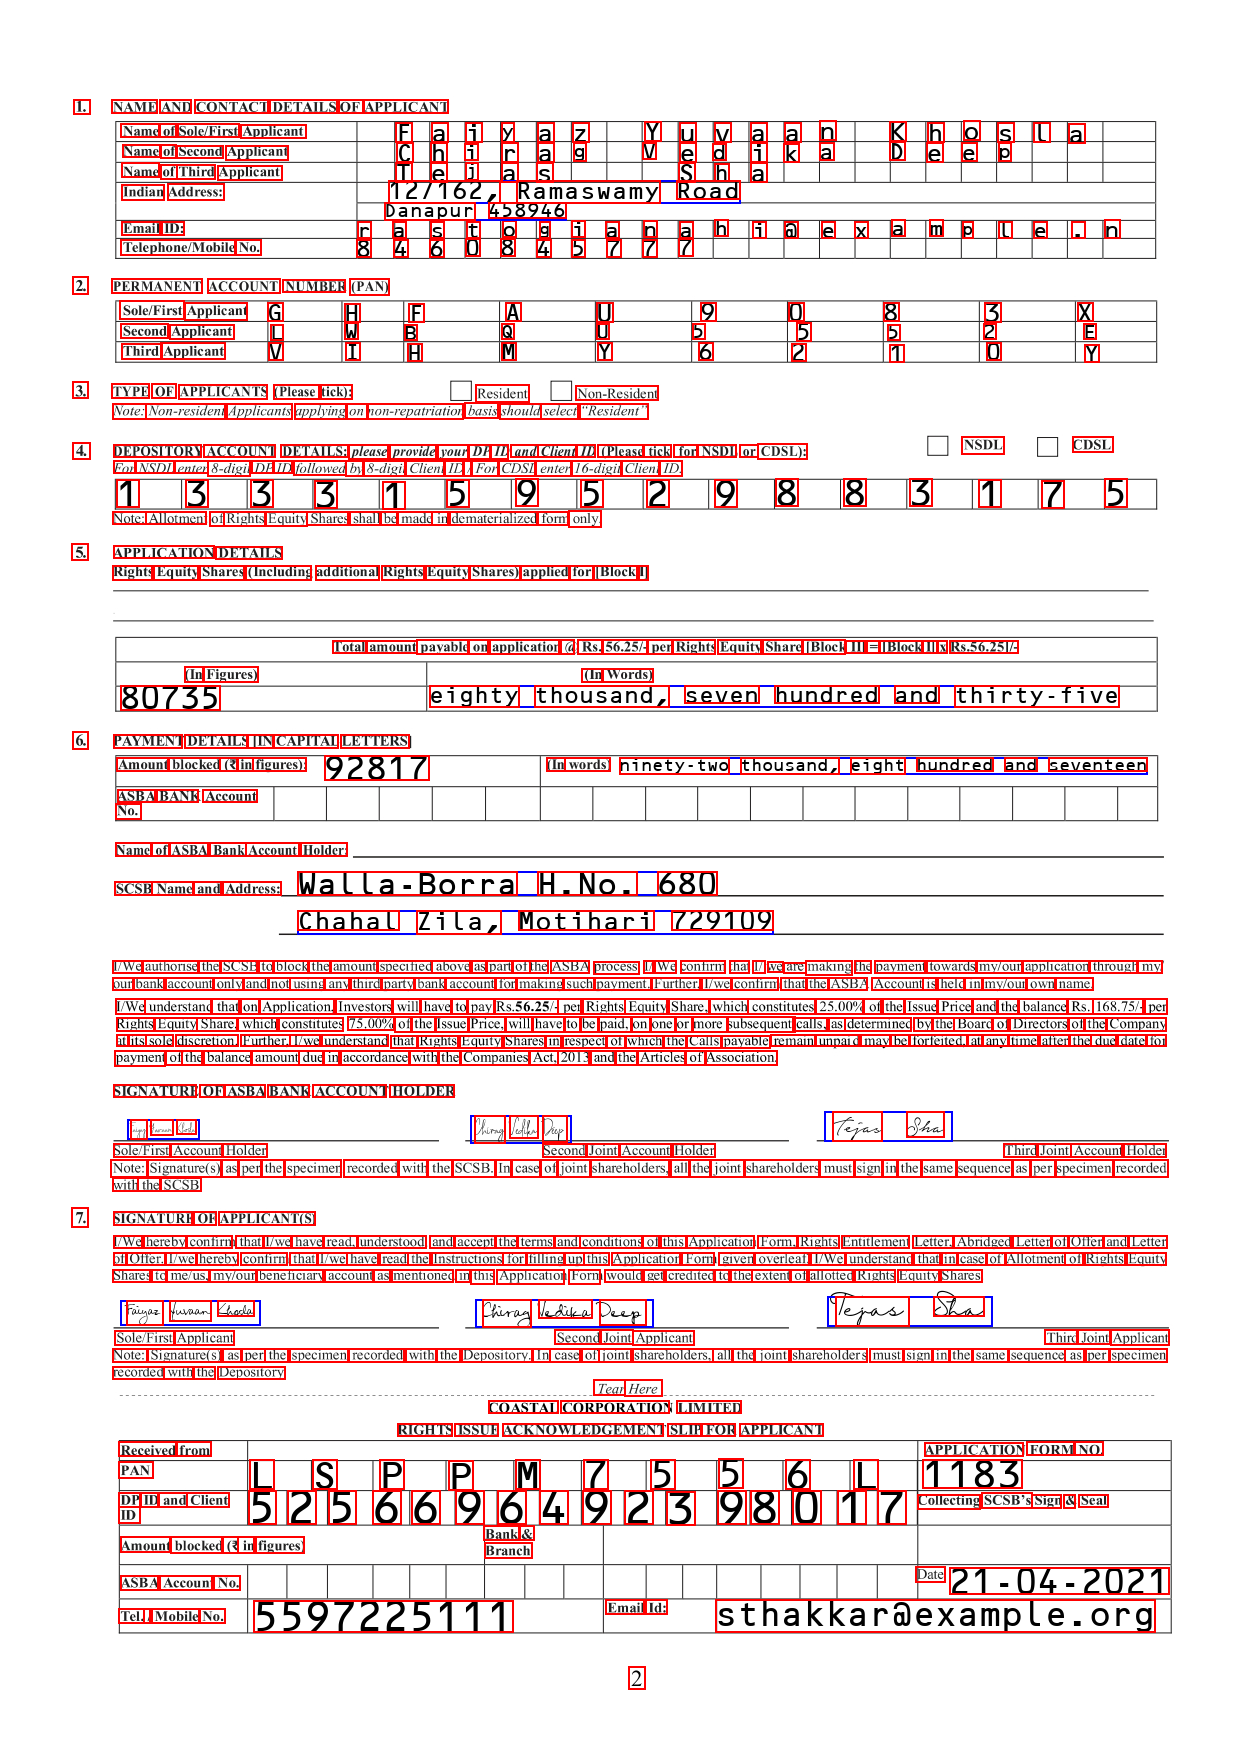 1. NAME AND CONTACT DETAILS OF APPLICANT
Name of Sole/First Applicant F a i y a z Y u v a a n K h o s l a
Name of Second Applicant C h i r a g V e d i k a D e e p
Name of Third Applicant T e j a s S h a
Indian Address: 12/162, Ramaswamy Road
Danapur 458946
Email ID: r a s t o g i a n a h i @ e x a m p l e . n
Telephone/Mobile No. 8 4 6 0 8 4 5 7 7 7
2. PERMANENT ACCOUNT NUMBER (PAN)
Sole/First Applicant G H F A U 9 0 8 3 X
Second Applicant L W B Q U 5 5 5 2 E
Third Applicant V I H M Y 6 2 1 0 Y
3. TYPE OF APPLICANTS (Please tick): Resident Non-Resident
Note: Non-resident Applicants applying on non-repatriation basis should select "Resident"
4. DEPOSITORY ACCOUNT DETAILS: please provide your DP ID and Client ID (Please tick for NSDL or CDSL): NSDL CDSL
For NSDL enter 8-digit DP ID followed by 8-digit Client ID / For CDSL enter 16-digit Client ID.
1 3 3 3 1 5 9 5 2 9 8 8 3 1 7 5
Note: Allotment of Rights Equity Shares shall be made in dematerialized form only.
5. APPLICATION DETAILS
Rights Equity Shares (Including additional Rights Equity Shares) applied for [Block I]
Total amount payable on application @ Rs. 56.25/- per Rights Equity Share [Block II] = [Block I] x Rs.56.25]/-
(In Figures) (In Words)
80735 eighty thousand, seven hundred and thirty-five
6. PAYMENT DETAILS [IN CAPITAL LETTERS]
Amount blocked (₹ in figures): 92817 (In words) ninety-two thousand, eight hundred and seventeen
ASBA BANK Account
No.
Name of ASBA Bank Account Holder:
SCSB Name and Address: Walla-Borra H.No. 680
Chahal Zila, Motihari 729109
I/We authorise the SCSB to block the amount specified above as part of the ASBA process. I/ We confirm that I / we are making the payment towards my/our application through my/
our bank account only and not using any third party bank account for making such payment. Further, I/we confirm that the ASBA Account is held in my/our own name.
I/We understand that on Application, Investors will have to pay Rs.56.25/- per Rights Equity Share, which constitutes 25.00% of the Issue Price and the balance Rs. 168.75/- per
Rights Equity Share, which constitutes 75.00% of the Issue Price, will have to be paid, on one or more subsequent calls, as determined by the Board of Directors of the Company
at its sole discretion. Further, I/we understand that Rights Equity Shares in respect of which the Calls payable remain unpaid may be forfeited, at any time after the due date for
payment of the balance amount due in accordance with the Companies Act, 2013 and the Articles of Association.
SIGNATURE OF ASBA BANK ACCOUNT HOLDER
Faiyaz Yuvaan Khosla Chirag Vedika Deep Tejas Sha
Sole/First Account Holder Second Joint Account Holder Third Joint Account Holder
Note: Signature(s) as per the specimen recorded with the SCSB. In case of joint shareholders, all the joint shareholders must sign in the same sequence as per specimen recorded
with the SCSB
7. SIGNATURE OF APPLICANT(S)
I/We hereby confirm that I/we have read, understood and accept the terms and conditions of this Application Form, Rights Entitlement Letter, Abridged Letter of Offer and Letter
of Offer. I/we hereby confirm that I/we have read the Instructions for filling up this Application Form given overleaf. I/We understand that in case of Allotment of Rights Equity
Shares to me/us, my/our beneficiary account as mentioned in this Application Form would get credited to the extent of allotted Rights Equity Shares
Faiyaz Yuvaan Khosla Chirag Vedika Deep Tejas Sha
Sole/First Applicant Second Joint Applicant Third Joint Applicant
Note: Signature(s) as per the specimen recorded with the Depository. In case of joint shareholders, all the joint shareholders must sign in the same sequence as per specimen
recorded with the Depository
Tear Here
COASTAL CORPORATION LIMITED
RIGHTS ISSUE ACKNOWLEDGEMENT SLIP FOR APPLICANT
Received from APPLICATION FORM NO.
PAN L S P P M 7 5 5 6 L 1183
DP ID and Client
ID 5 2 5 6 6 9 6 4 9 2 3 9 8 0 1 7 Collecting SCSB's Sign & Seal
Amount blocked (₹ in figures) Bank &
Branch
ASBA Account No. Date 21-04-2021
Tel./ Mobile No. 5597225111 Email Id: sthakkar@example.org
2